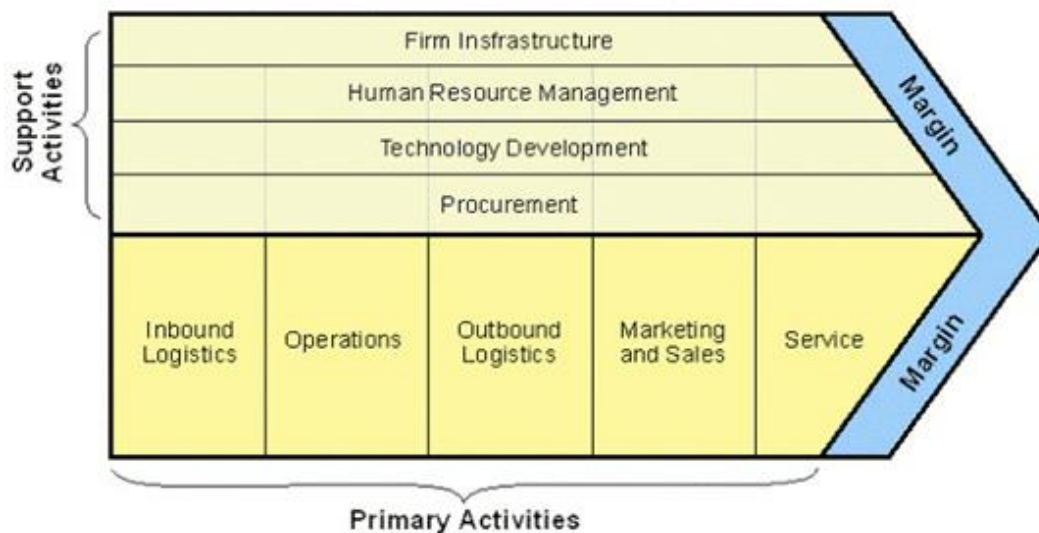 Support
Activities
Firm Insfrastructure
Human Resource Management
Technology Development
Procurement
Inbound
Logistics
Operations
Outbound
Logistics
Marketing
and Sales
Service
Margin
Margin
Primary Activities